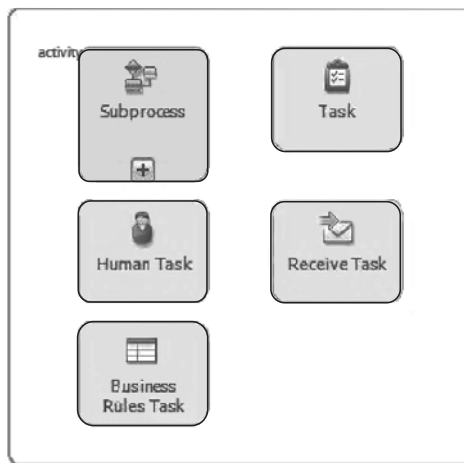 activity
Subprocess
Task
Human Task
Receive Task
Business
Rules Task